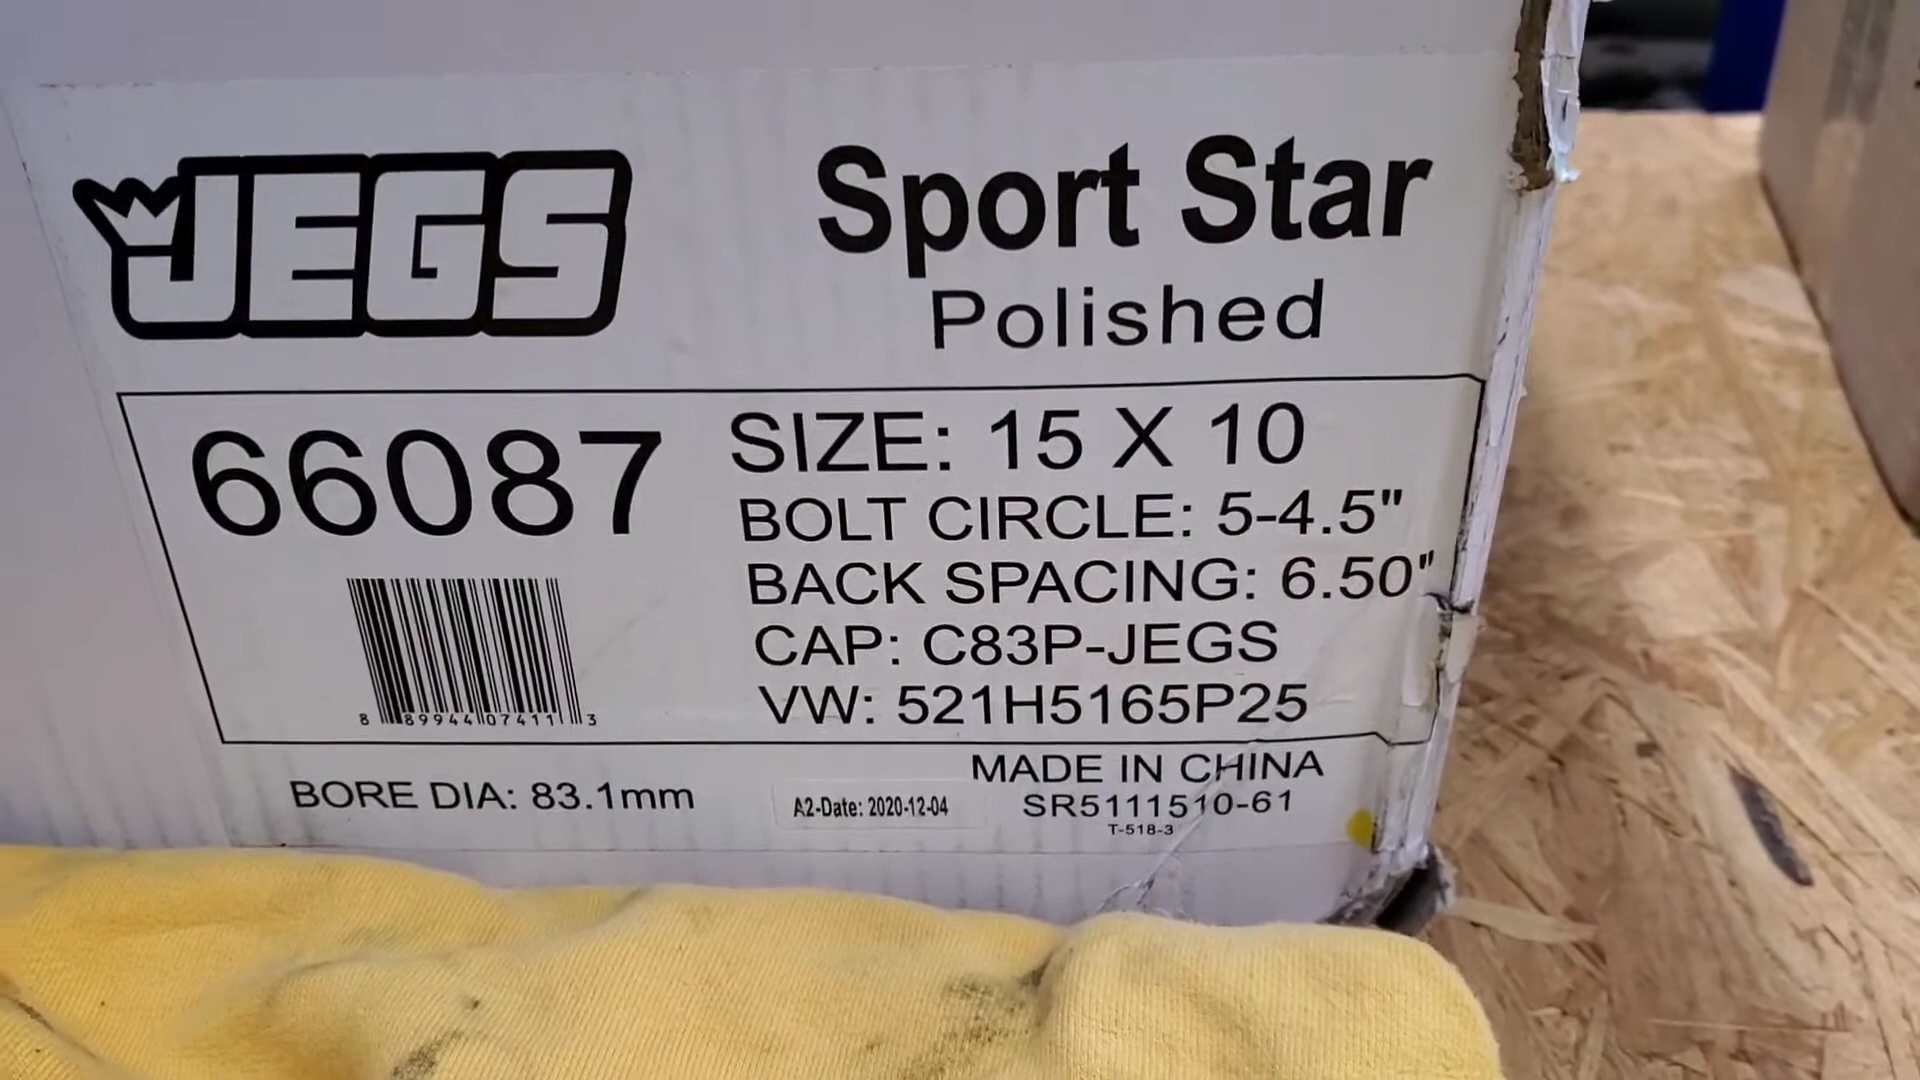 JEGS
Sport Star
Polished
66087
SIZE: 15 X 10
BOLT CIRCLE: 5-4.5"
BACK SPACING: 6.50"
CAP: C83P-JEGS
VW: 521H5165P25
8 89944 07411 3
BORE DIA: 83.1mm
A2-Date: 2020-12-04
MADE IN CHINA
SR5111510-61
T-518-3